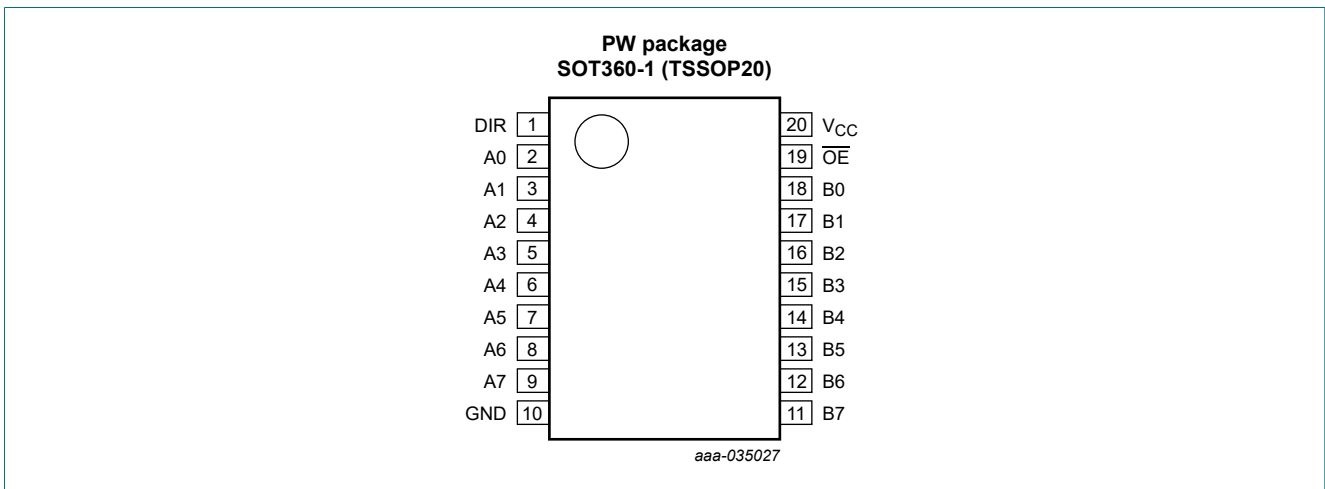 PW package
SOT360-1 (TSSOP20)
DIR 1 20 VCC
A0 2 19 OE
A1 3 18 B0
A2 4 17 B1
A3 5 16 B2
A4 6 15 B3
A5 7 14 B4
A6 8 13 B5
A7 9 12 B6
GND 10 11 B7
aaa-035027